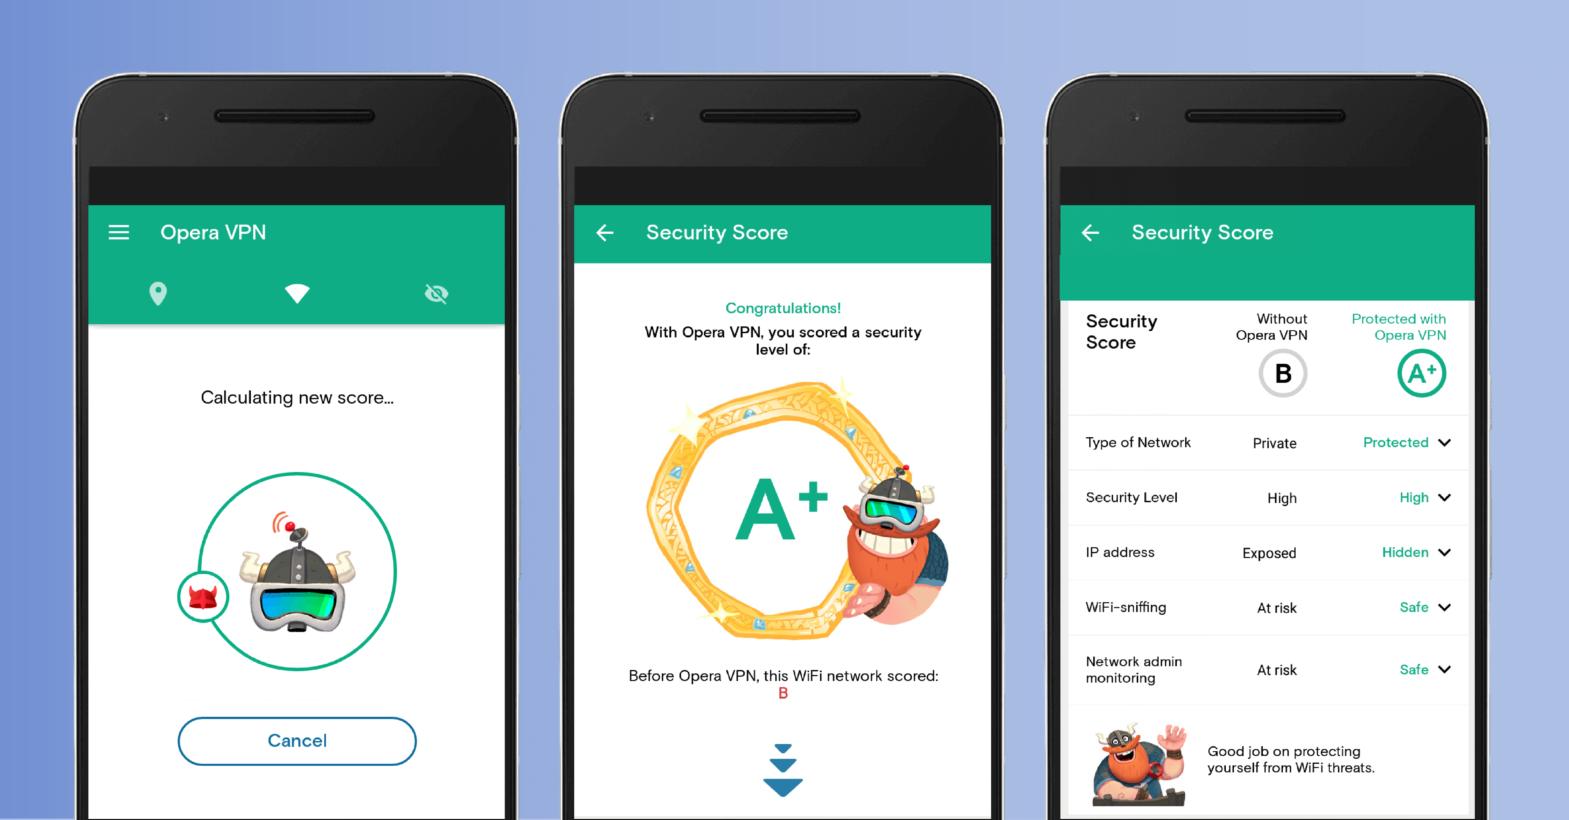 Opera VPN
Calculating new score...
Cancel
Security Score
Congratulations!
With Opera VPN, you scored a security
level of:
A+
Before Opera VPN, this WiFi network scored:
B
Security Score
Security
Score
Without
Opera VPN
B
Protected with
Opera VPN
A+
Type of Network Private Protected
Security Level High High
IP address Exposed Hidden
WiFi-sniffing At risk Safe
Network admin
monitoring At risk Safe
Good job on protecting
yourself from WiFi threats.